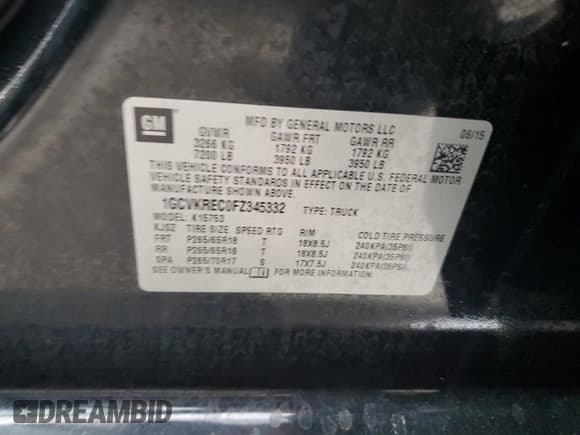 GM
MFD BY GENERAL MOTORS LLC
06/15
GVWR GAWR FRT GAWR RR
3266 KG 1792 KG 1792 KG
7200 LB 3950 LB 3950 LB
THIS VEHICLE CONFORMS TO ALL APPLICABLE U.S. FEDERAL MOTOR
VEHICLE SAFETY STANDARDS IN EFFECT ON THE DATE OF
MANUFACTURE SHOWN ABOVE.
1GCVKREC0FZ345332 TYPE: TRUCK
MODEL: K15753
TIRE SIZE SPEED RTG RIM COLD TIRE PRESSURE
FRT P265/65R18 T 18X8.5J 240KPA(35PSI)
RR P265/65R18 T 18X8.5J 240KPA(35PSI)
SPA P265/70R17 S 17X7.5J 240KPA(35PSI)
SEE OWNER'S MANUAL FOR MORE INFORMATION.
DREAMBID